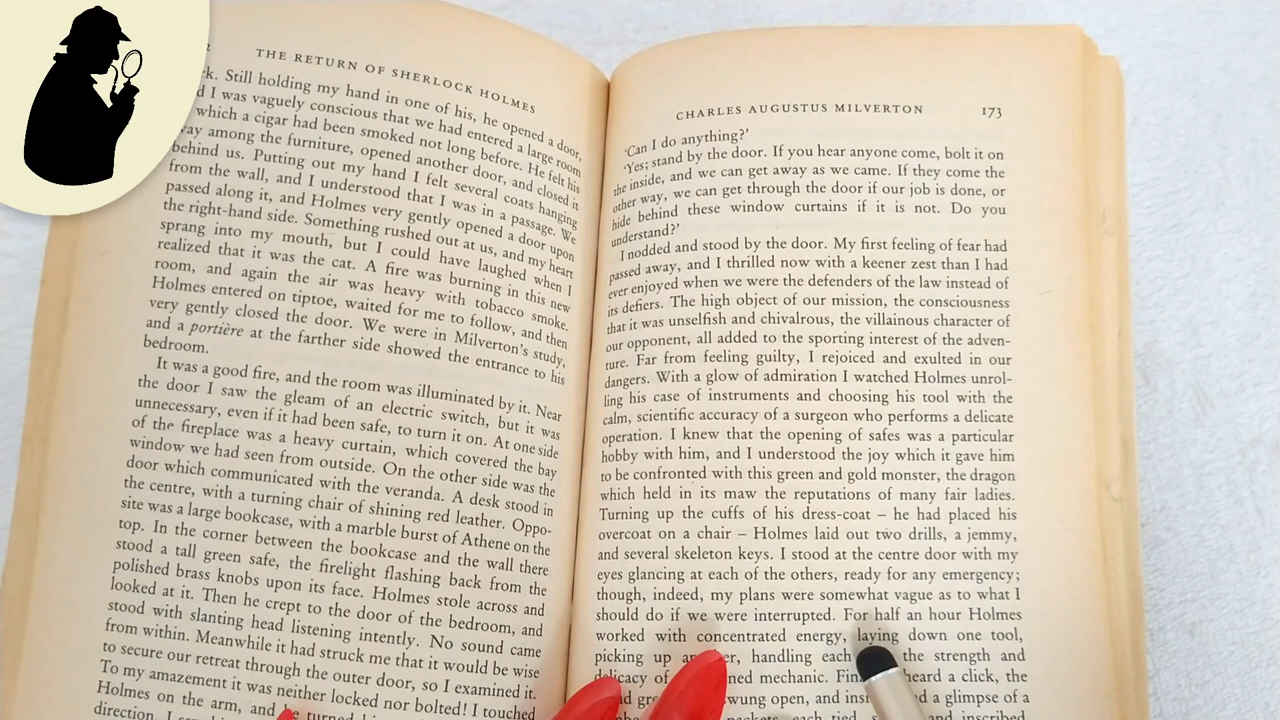 2
THE RETURN OF SHERLOCK HOLMES
rk. Still holding my hand in one of his, he opened a door,
d I was vaguely conscious that we had entered a large room
which a cigar had been smoked not long before. He felt his
way among the furniture, opened another door, and closed it
behind us. Putting out my hand I felt several coats hanging
from the wall, and I understood that I was in a passage. We
passed along it, and Holmes very gently opened a door upon
the right-hand side. Something rushed out at us, and my heart
sprang into my mouth, but I could have laughed when I
realized that it was the cat. A fire was burning in this new
room, and again the air was heavy with tobacco smoke.
Holmes entered on tiptoe, waited for me to follow, and then
very gently closed the door. We were in Milverton's study,
and a portière at the farther side showed the entrance to his
bedroom.
It was a good fire, and the room was illuminated by it. Near
the door I saw the gleam of an electric switch, but it was
unnecessary, even if it had been safe, to turn it on. At one side
of the fireplace was a heavy curtain, which covered the bay
window we had seen from outside. On the other side was the
door which communicated with the veranda. A desk stood in
the centre, with a turning chair of shining red leather. Oppo-
site was a large bookcase, with a marble burst of Athene on the
top. In the corner between the bookcase and the wall there
stood a tall green safe, the firelight flashing back from the
polished brass knobs upon its face. Holmes stole across and
looked at it. Then he crept to the door of the bedroom, and
stood with slanting head listening intently. No sound came
from within. Meanwhile it had struck me that it would be wise
to secure our retreat through the outer door, so I examined it.
To my amazement it was neither locked nor bolted! I touched
Holmes on the arm, and he turned
direction. I
CHARLES AUGUSTUS MILVERTON 173
'Can I do anything?'
'Yes; stand by the door. If you hear anyone come, bolt it on
the inside, and we can get away as we came. If they come the
other way, we can get through the door if our job is done, or
hide behind these window curtains if it is not. Do you
understand?'
I nodded and stood by the door. My first feeling of fear had
passed away, and I thrilled now with a keener zest than I had
ever enjoyed when we were the defenders of the law instead of
its defiers. The high object of our mission, the consciousness
that it was unselfish and chivalrous, the villainous character of
our opponent, all added to the sporting interest of the adven-
ture. Far from feeling guilty, I rejoiced and exulted in our
dangers. With a glow of admiration I watched Holmes unrol-
ling his case of instruments and choosing his tool with the
calm, scientific accuracy of a surgeon who performs a delicate
operation. I knew that the opening of safes was a particular
hobby with him, and I understood the joy which it gave him
to be confronted with this green and gold monster, the dragon
which held in its maw the reputations of many fair ladies.
Turning up the cuffs of his dress-coat – he had placed his
overcoat on a chair – Holmes laid out two drills, a jemmy,
and several skeleton keys. I stood at the centre door with my
eyes glancing at each of the others, ready for any emergency;
though, indeed, my plans were somewhat vague as to what I
should do if we were interrupted. For half an hour Holmes
worked with concentrated energy, laying down one tool,
picking up another, handling each the strength and
delicacy of ned mechanic. Fin heard a click, the
d gre wung open, and insi d a glimpse of a
packets, each tied, and inscribed